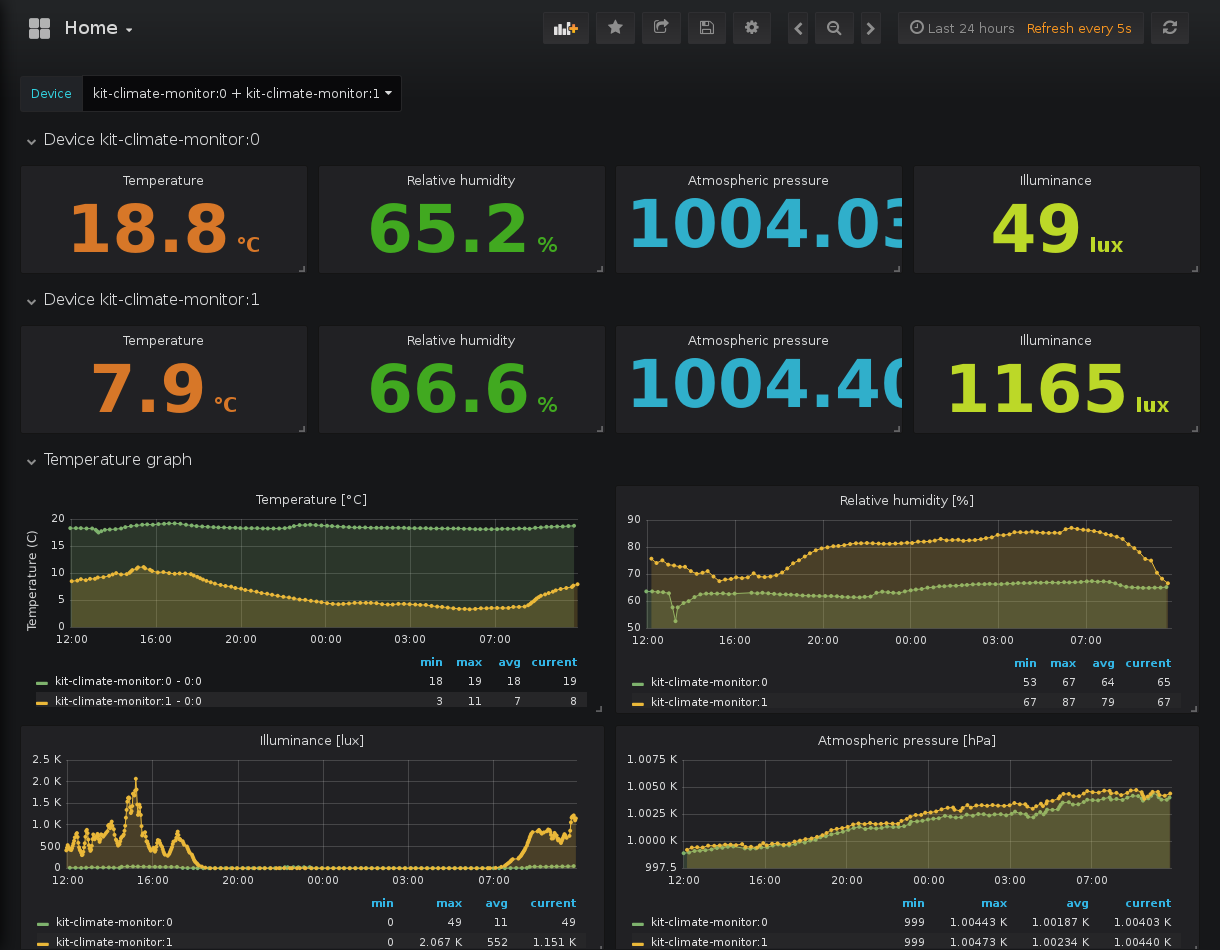 Home
Last 24 hours Refresh every 5s
Device kit-climate-monitor:0 + kit-climate-monitor:1
Device kit-climate-monitor:0
Temperature Relative humidity Atmospheric pressure Illuminance
18.8 °C 65.2 % 1004.03 49 lux
Device kit-climate-monitor:1
Temperature Relative humidity Atmospheric pressure Illuminance
7.9 °C 66.6 % 1004.40 1165 lux
Temperature graph
Temperature [°C]
Temperature (C)
20
15
10
5
0
12:00 16:00 20:00 00:00 03:00 07:00
min max avg current
kit-climate-monitor:0 - 0:0 18 19 18 19
kit-climate-monitor:1 - 0:0 3 11 7 8
Relative humidity [%]
90
80
70
60
50
12:00 16:00 20:00 00:00 03:00 07:00
min max avg current
kit-climate-monitor:0 53 67 64 65
kit-climate-monitor:1 67 87 79 67
Illuminance [lux]
2.5 K
2.0 K
1.5 K
1.0 K
500
0
12:00 16:00 20:00 00:00 03:00 07:00
min max avg current
kit-climate-monitor:0 0 49 11 49
kit-climate-monitor:1 0 2.067 K 552 1.151 K
Atmospheric pressure [hPa]
1.0075 K
1.0050 K
1.0025 K
1.0000 K
997.5
12:00 16:00 20:00 00:00 03:00 07:00
min max avg current
kit-climate-monitor:0 999 1.00443 K 1.00187 K 1.00403 K
kit-climate-monitor:1 999 1.00473 K 1.00234 K 1.00440 K